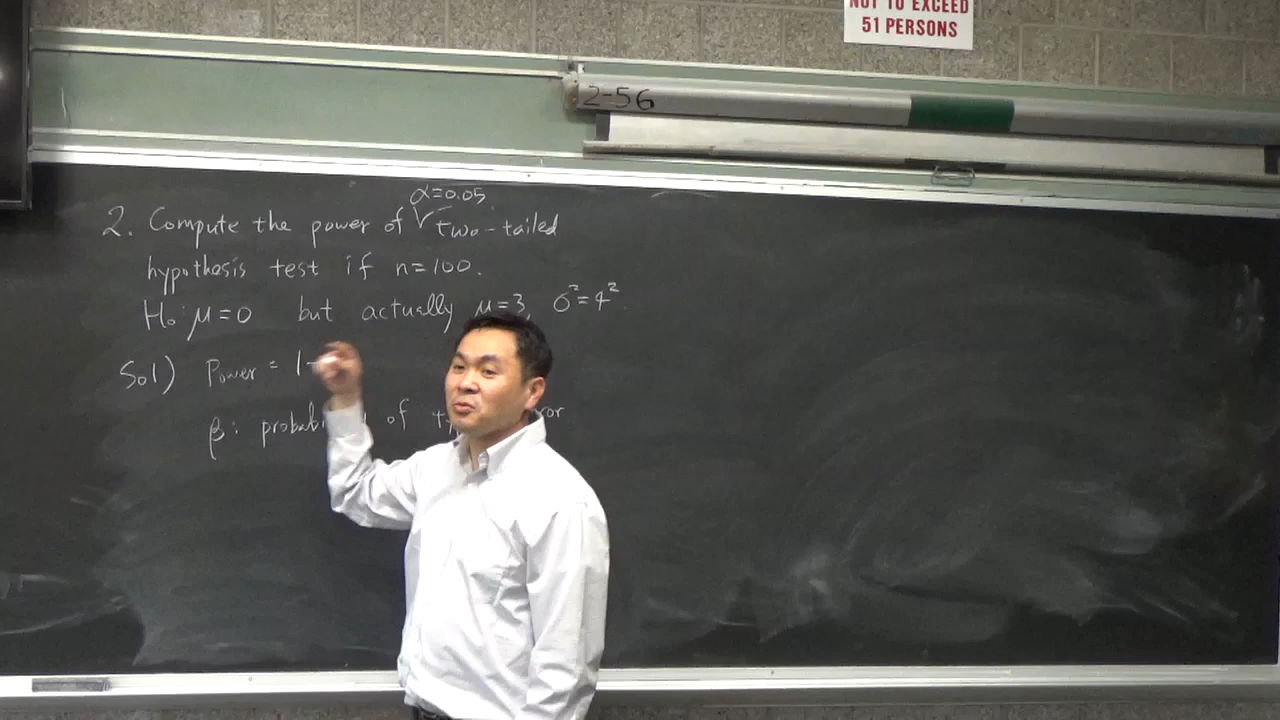 NOT TO EXCEED
51 PERSONS
2-56
α=0.05
2. Compute the power of √ two-tailed
hypothesis test if n=100.
H₀: μ=0 but actually μ=3, σ²=4²
Sol) Power = 1-
β: of